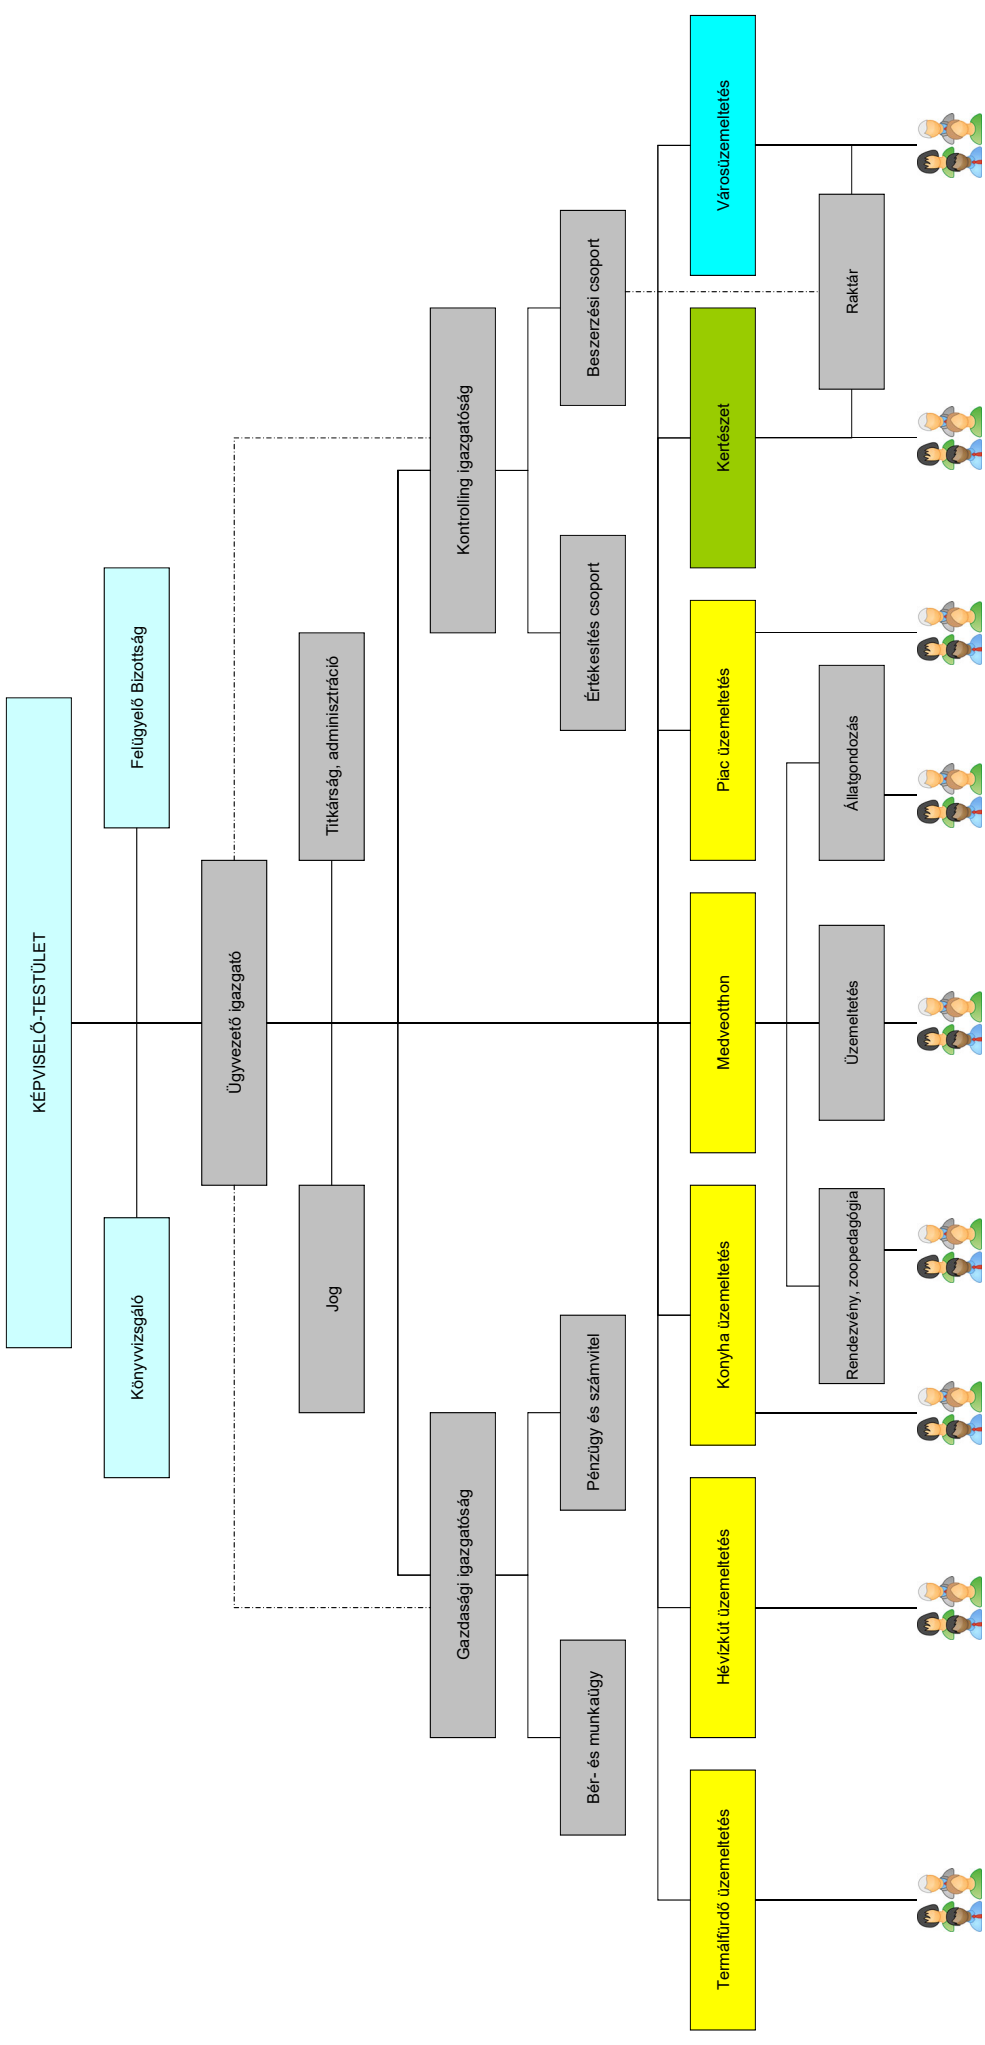 KÉPVISELŐ-TESTÜLET
Könyvvizsgáló
Felügyelő Bizottság
Ügyvezető igazgató
Jog
Titkárság, adminisztráció
Gazdasági igazgatóság
Kontrolling igazgatóság
Bér- és munkaügy
Pénzügy és számvitel
Értékesítés csoport
Beszerzési csoport
Termálfürdő üzemeltetés
Hévízkút üzemeltetés
Konyha üzemeltetés
Medveotthon
Piac üzemeltetés
Kertészet
Városüzemeltetés
Rendezvény, zoopedagógia
Üzemeltetés
Állatgondozás
Raktár